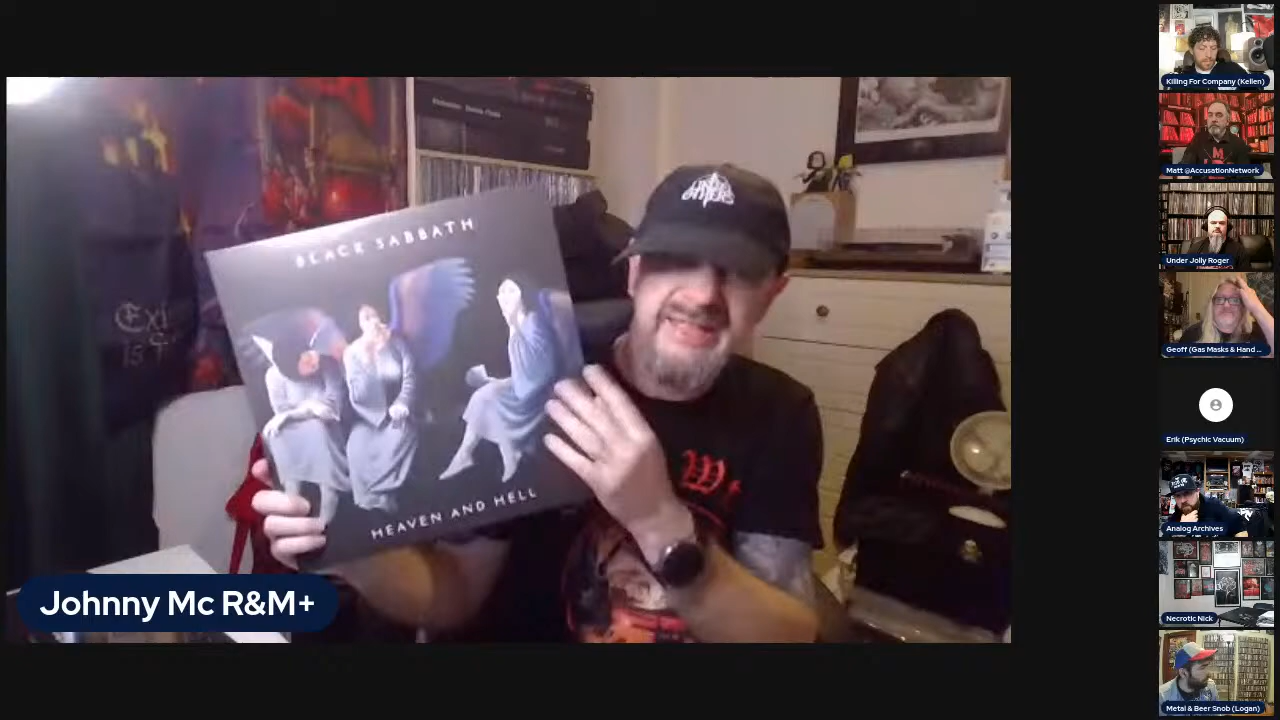 BLACK SABBATH
HEAVEN AND HELL
Johnny Mc R&M+
Killing For Company (Kellen)
Matt @AccusationNetwork
Under Jolly Roger
Geoff (Gas Masks & Hand ...
Erik (Psychic Vacuum)
Analog Archives
Necrotic Nick
Metal & Beer Snob (Logan)